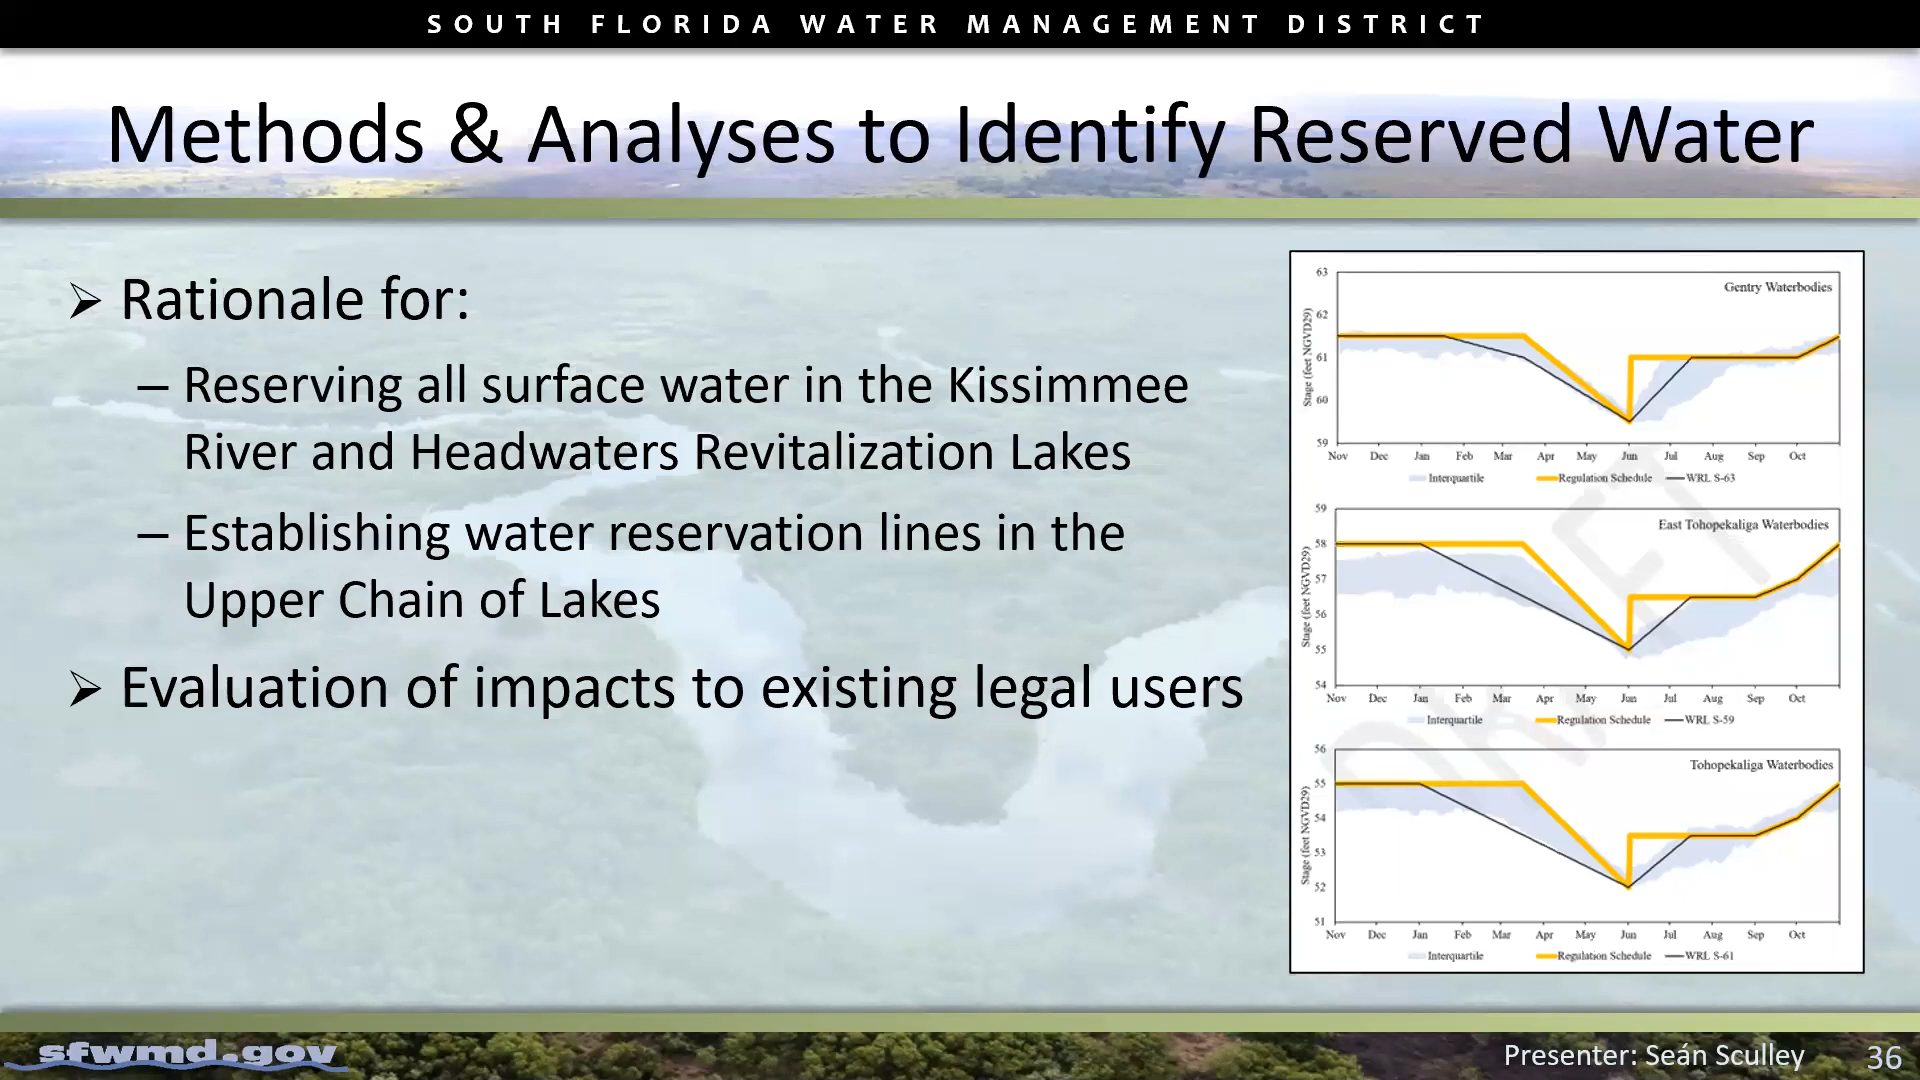 SOUTH FLORIDA WATER MANAGEMENT DISTRICT
Methods & Analyses to Identify Reserved Water
➢ Rationale for:
– Reserving all surface water in the Kissimmee
River and Headwaters Revitalization Lakes
– Establishing water reservation lines in the
Upper Chain of Lakes
➢ Evaluation of impacts to existing legal users
Gentry Waterbodies
Stage (feet NGVD29)
63
62
61
60
59
Nov Dec Jan Feb Mar Apr May Jun Jul Aug Sep Oct
Interquartile Regulation Schedule WRL S-63
East Tohopekaliga Waterbodies
Stage (feet NGVD29)
59
58
57
56
55
54
Nov Dec Jan Feb Mar Apr May Jun Jul Aug Sep Oct
Interquartile Regulation Schedule WRL S-59
Tohopekaliga Waterbodies
Stage (feet NGVD29)
56
55
54
53
52
51
Nov Dec Jan Feb Mar Apr May Jun Jul Aug Sep Oct
Interquartile Regulation Schedule WRL S-61
DRAFT
sfwmd.gov
Presenter: Seán Sculley
36